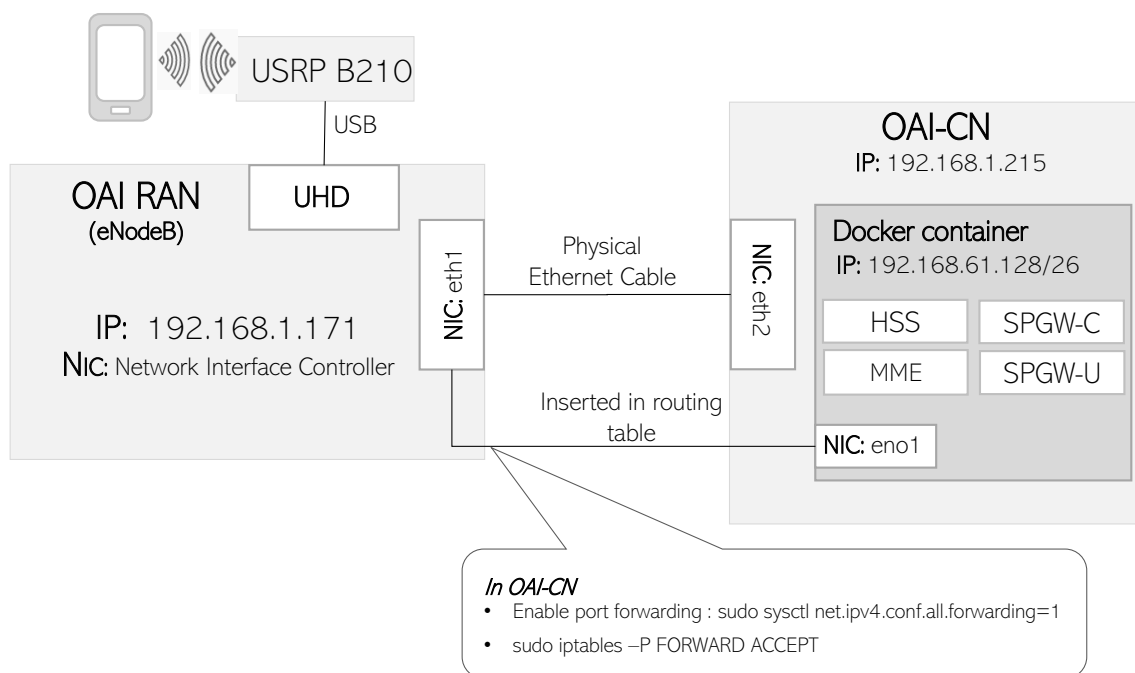 USRP B210
USB
OAI RAN
(eNodeB)
UHD
IP: 192.168.1.171
NIC: Network Interface Controller
NIC: eth1
Physical
Ethernet Cable
Inserted in routing
table
OAI-CN
IP: 192.168.1.215
NIC: eth2
Docker container
IP: 192.168.61.128/26
HSS
SPGW-C
MME
SPGW-U
NIC: eno1
In OAI-CN
• Enable port forwarding : sudo sysctl net.ipv4.conf.all.forwarding=1
• sudo iptables –P FORWARD ACCEPT